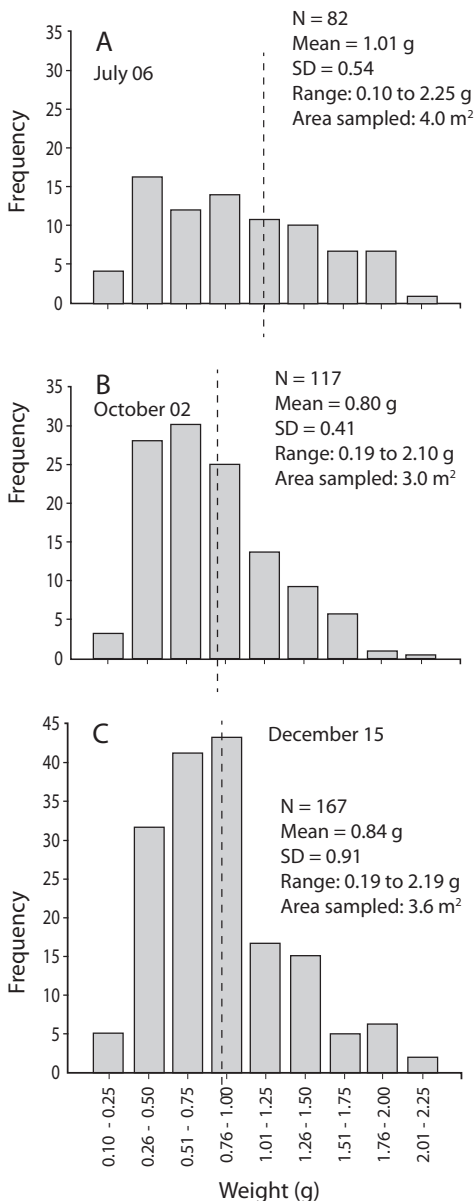 A
July 06
N = 82
Mean = 1.01 g
SD = 0.54
Range: 0.10 to 2.25 g
Area sampled: 4.0 m²
Frequency
35
30
25
20
15
10
5
0
B
October 02
N = 117
Mean = 0.80 g
SD = 0.41
Range: 0.19 to 2.10 g
Area sampled: 3.0 m²
Frequency
35
30
25
20
15
10
5
0
C
December 15
N = 167
Mean = 0.84 g
SD = 0.91
Range: 0.19 to 2.19 g
Area sampled: 3.6 m²
Frequency
45
40
35
30
25
20
15
10
5
0
0.10 - 0.25
0.26 - 0.50
0.51 - 0.75
0.76 - 1.00
1.01 - 1.25
1.26 - 1.50
1.51 - 1.75
1.76 - 2.00
2.01 - 2.25
Weight (g)